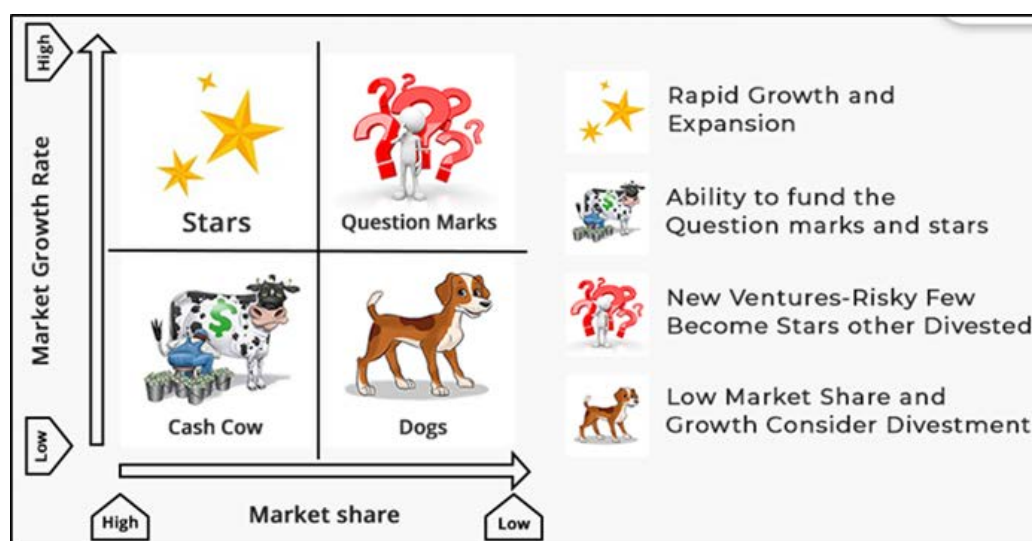 High
Market Growth Rate
Low
Stars
Question Marks
Cash Cow
Dogs
High
Market share
Low
Rapid Growth and
Expansion
Ability to fund the
Question marks and stars
New Ventures-Risky Few
Become Stars other Divested
Low Market Share and
Growth Consider Divestment